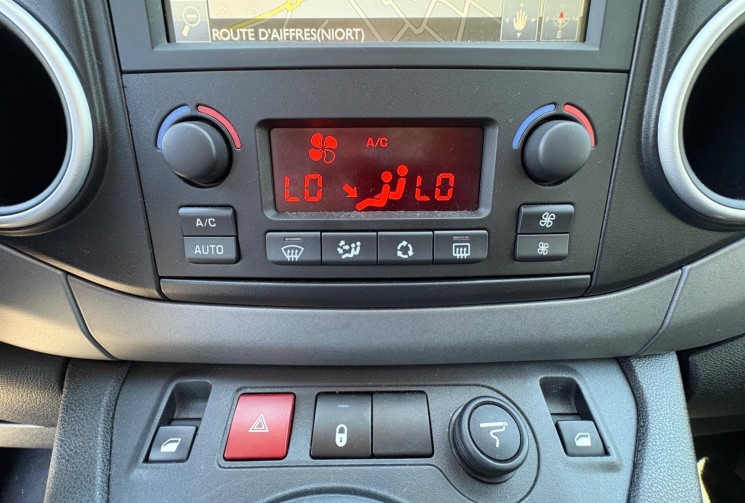 ROUTE D'AIFFRES(NIORT)
A/C
LO LO
A/C
AUTO